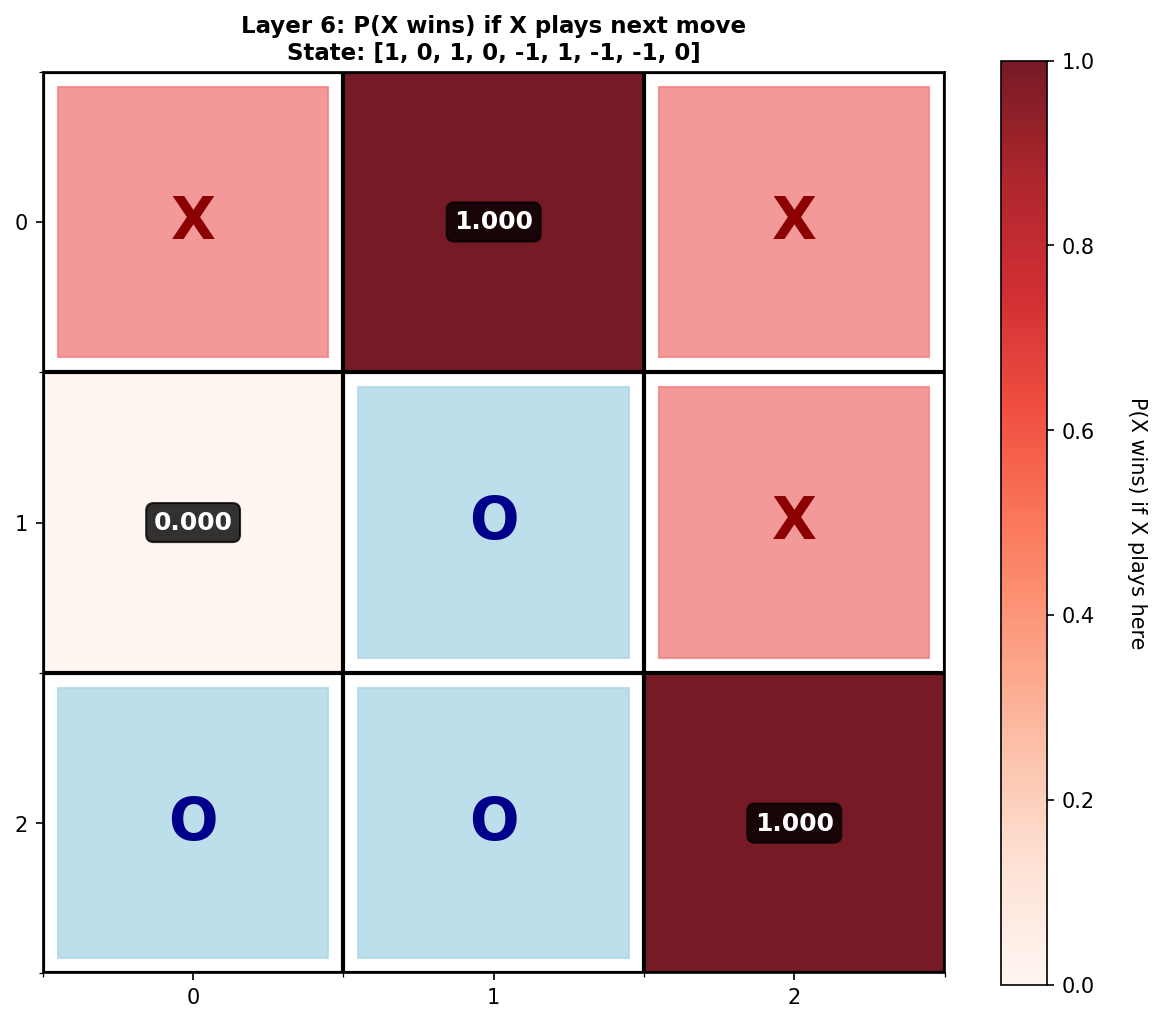 Layer 6: P(X wins) if X plays next move
State: [1, 0, 1, 0, -1, 1, -1, -1, 0]
X
1.000
X
0.000
O
X
O
O
1.000
0
1
2
0
1
2
1.0
0.8
0.6
0.4
0.2
0.0
P(X wins) if X plays here